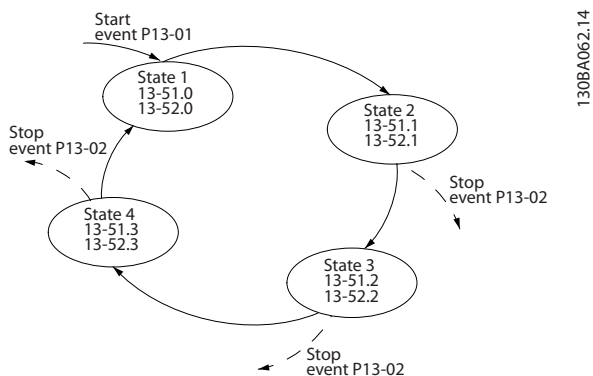 Start
event P13-01
State 1
13-51.0
13-52.0
State 2
13-51.1
13-52.1
Stop
event P13-02
Stop
event P13-02
State 4
13-51.3
13-52.3
State 3
13-51.2
13-52.2
Stop
event P13-02
130BA062.14